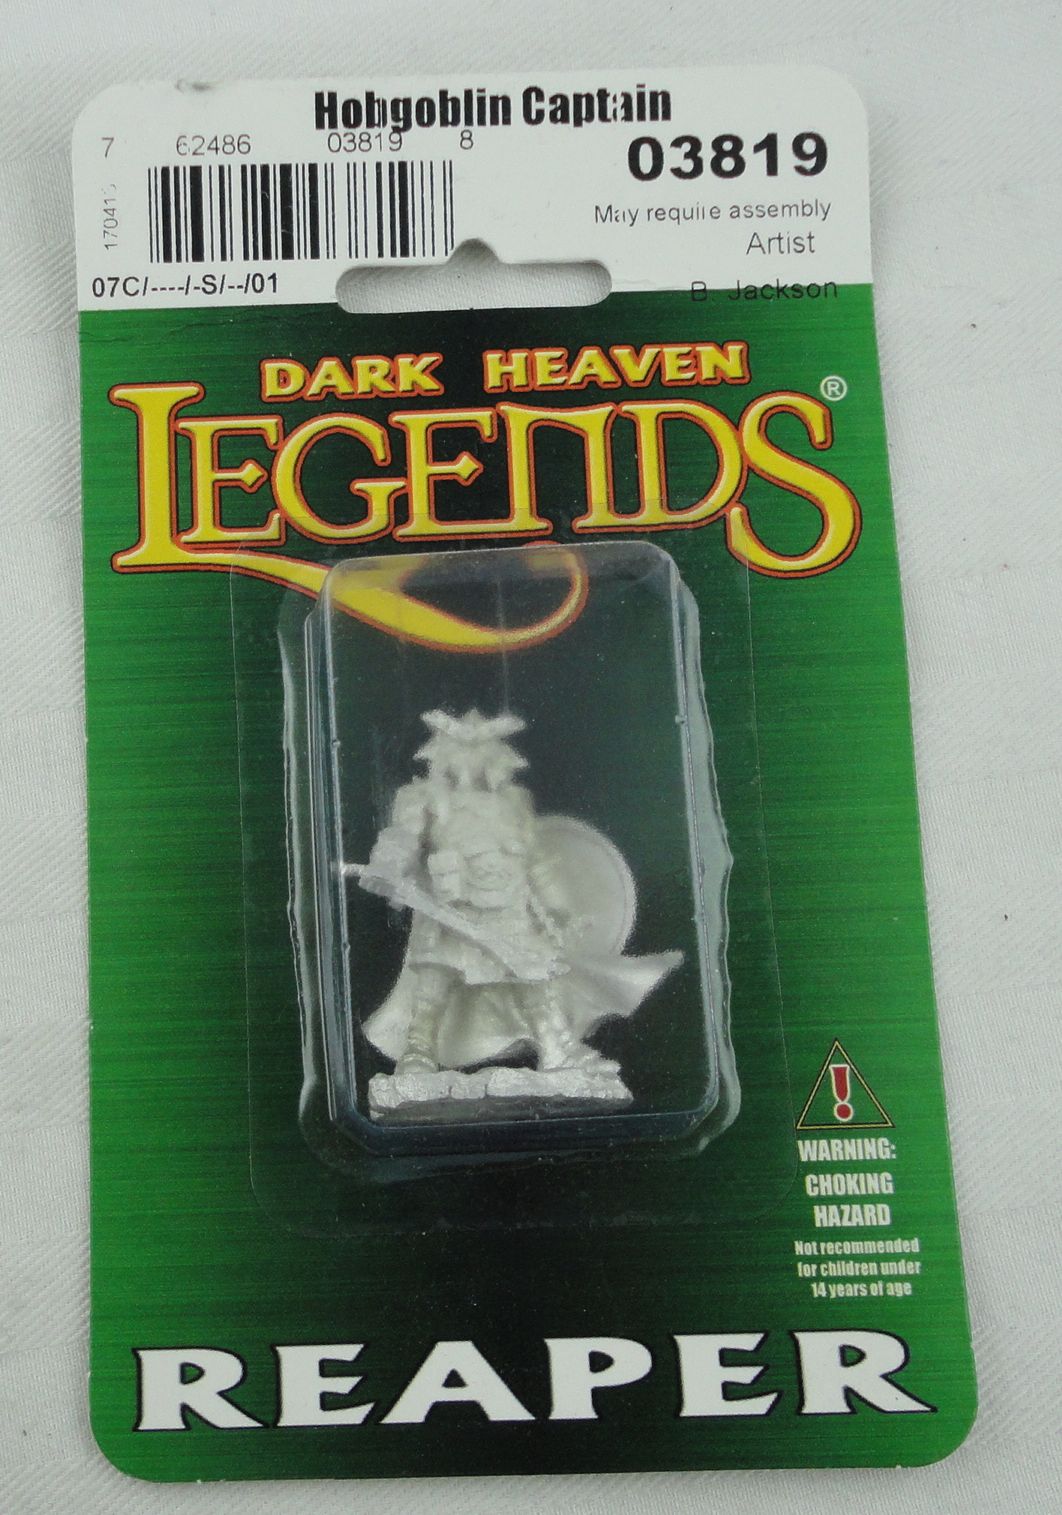 Hobgoblin Captain
7 62486 03819 8
03819
May require assembly
Artist
B. Jackson
07C/----/-S/--/01
DARK HEAVEN
LEGENDS®
WARNING:
CHOKING
HAZARD
Not recommended
for children under
14 years of age
REAPER